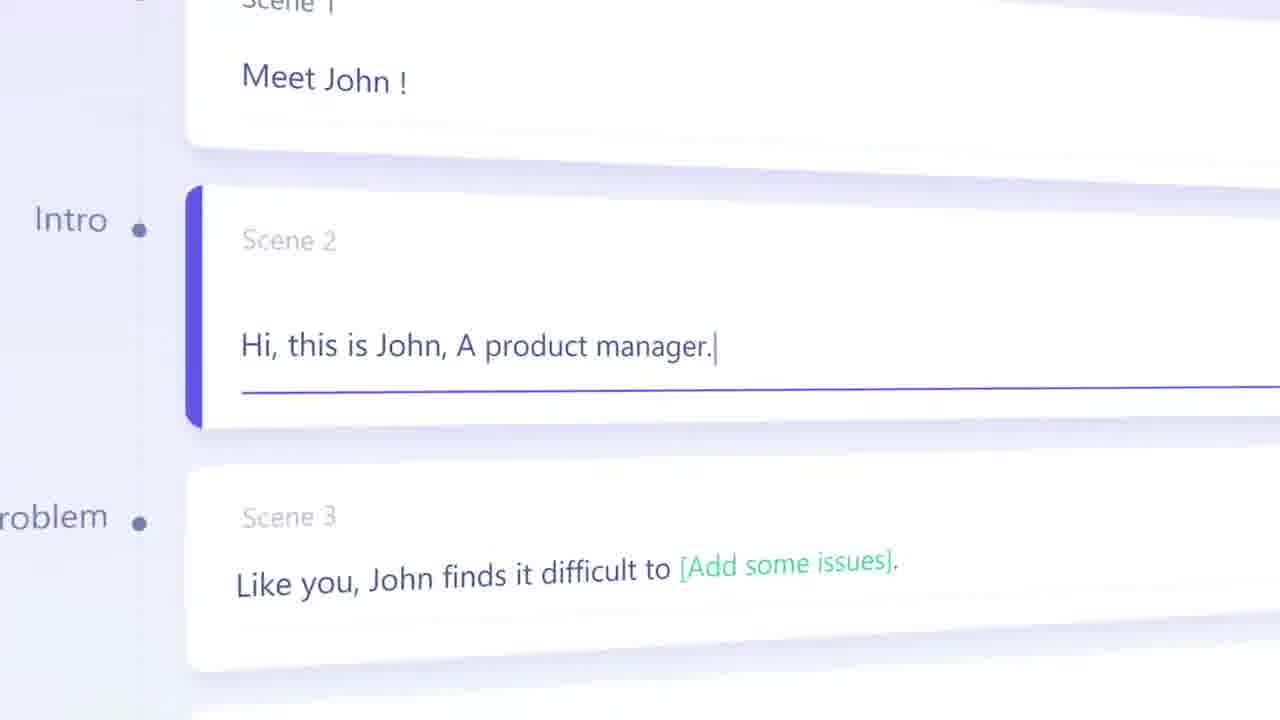 Scene 1
Meet John !
Intro
Scene 2
Hi, this is John, A product manager.
roblem
Scene 3
Like you, John finds it difficult to [Add some issues].